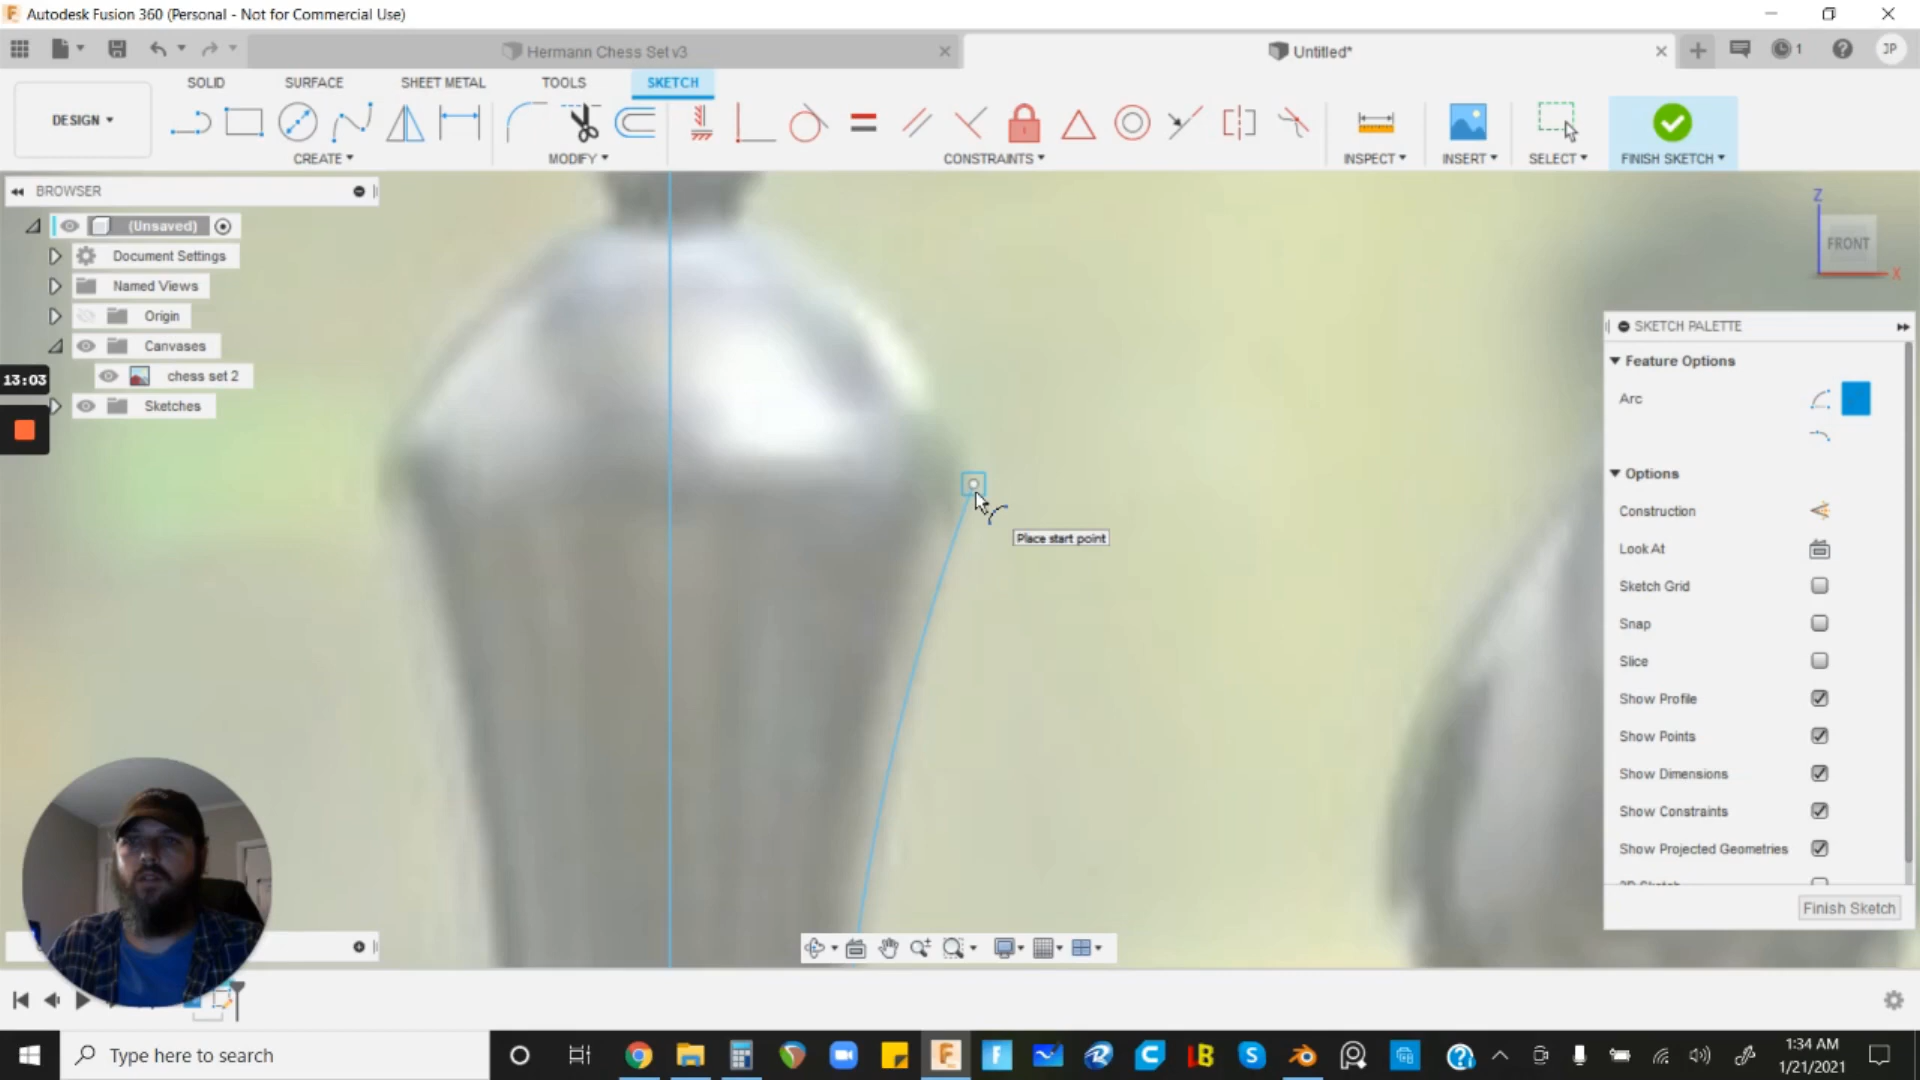 Autodesk Fusion 360 (Personal - Not for Commercial Use)
Hermann Chess Set v3
Untitled*
1
JP
SOLID
SURFACE
SHEET METAL
TOOLS
SKETCH
DESIGN
CREATE
MODIFY
CONSTRAINTS
INSPECT
INSERT
SELECT
FINISH SKETCH
BROWSER
(Unsaved)
Document Settings
Named Views
Origin
Canvases
chess set 2
Sketches
13:03
Z
FRONT
X
SKETCH PALETTE
Feature Options
Arc
Options
Construction
Look At
Sketch Grid
Snap
Slice
Show Profile
Show Points
Show Dimensions
Show Constraints
Show Projected Geometries
Finish Sketch
Place start point
Type here to search
1:34 AM
1/21/2021